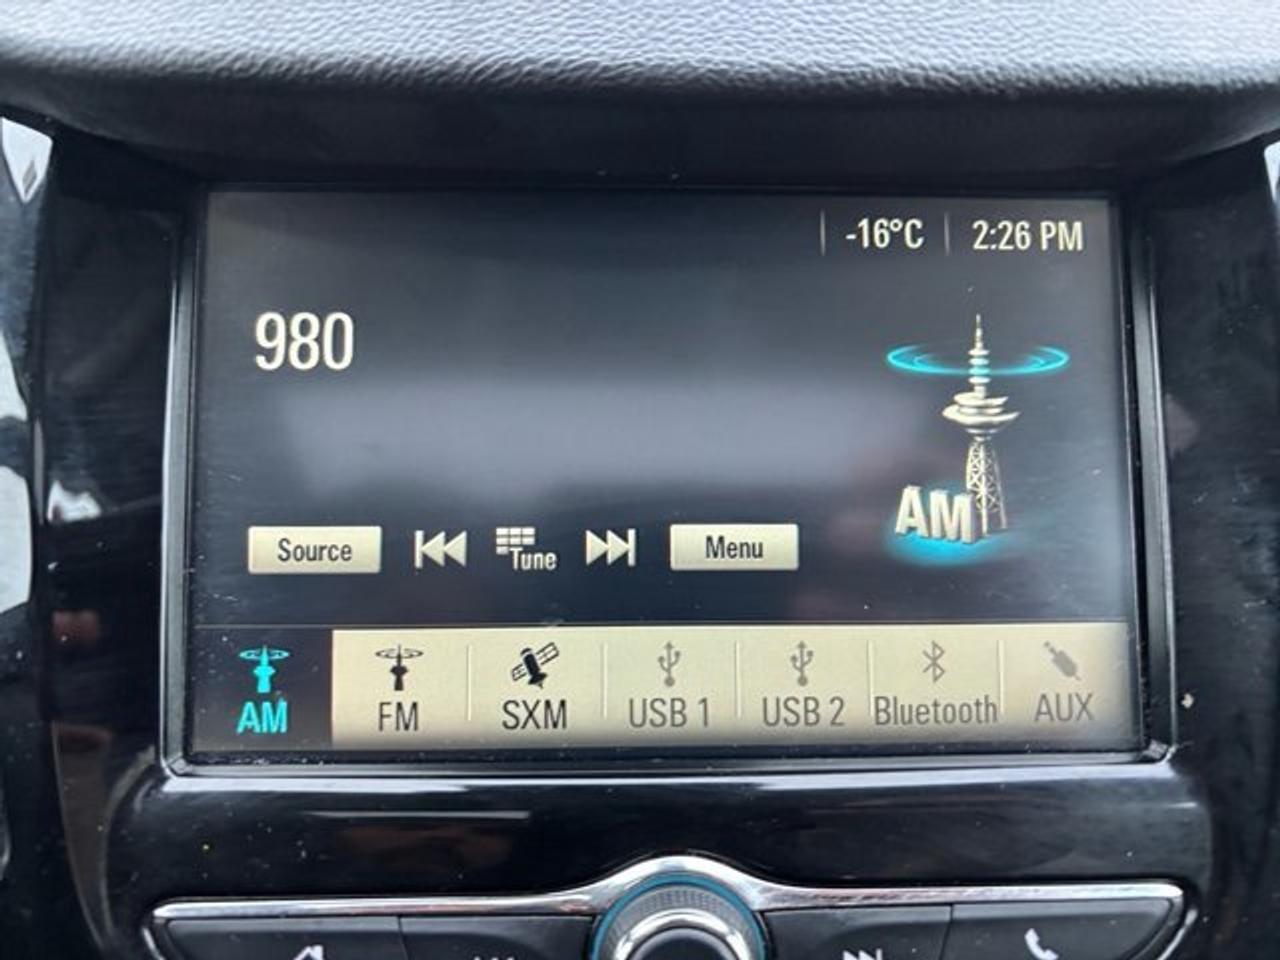 -16°C 2:26 PM
980
AM
Source Tune Menu
AM FM SXM USB 1 USB 2 Bluetooth AUX